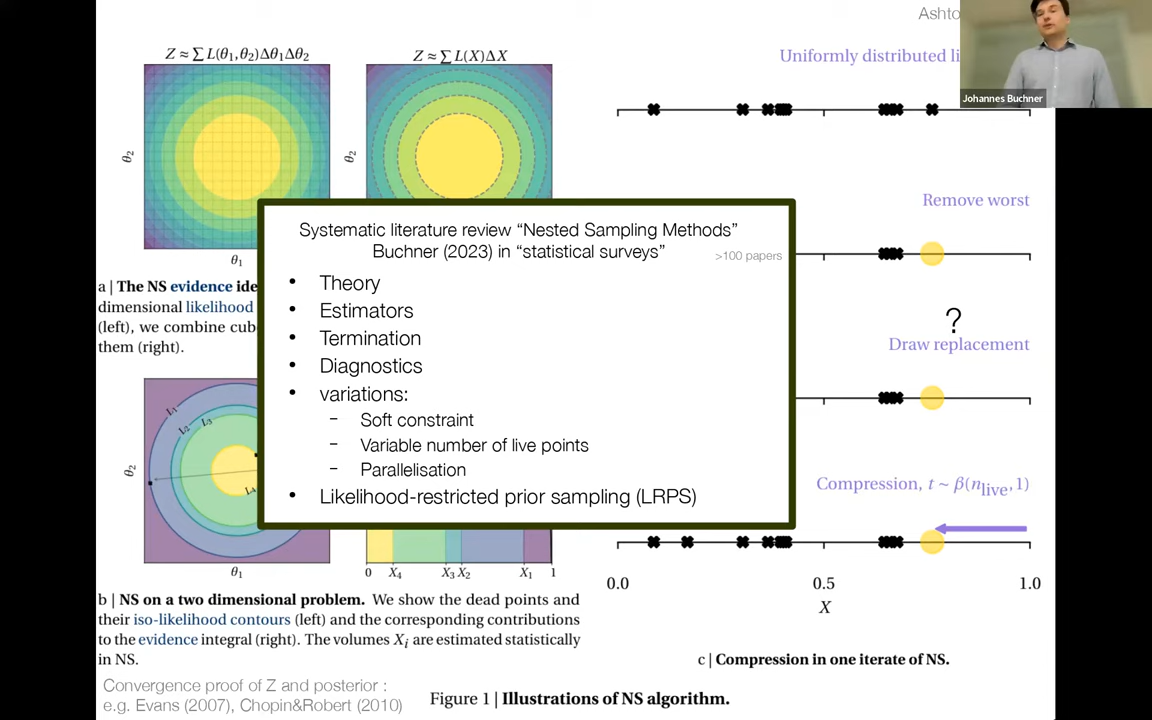 Ashto
Z ≈ ∑ L(θ₁,θ₂)Δθ₁Δθ₂
Z ≈ ∑ L(X)ΔX
θ₂
θ₂
θ₁
Uniformly distributed li
Johannes Buchner
Remove worst
?
Draw replacement
Compression, t ~ β(n_live, 1)
0.0
0.5
1.0
X
c | Compression in one iterate of NS.
a | The NS evidence ide
dimensional likelihood
(left), we combine cub
them (right).
Systematic literature review “Nested Sampling Methods”
Buchner (2023) in “statistical surveys”
>100 papers
• Theory
• Estimators
• Termination
• Diagnostics
• variations:
– Soft constraint
– Variable number of live points
– Parallelisation
• Likelihood-restricted prior sampling (LRPS)
L₁
L₂
L₃
L₄
θ₂
θ₁
0 X₄ X₃ X₂ X₁ 1
b | NS on a two dimensional problem. We show the dead points and
their iso-likelihood contours (left) and the corresponding contributions
to the evidence integral (right). The volumes Xᵢ are estimated statistically
in NS.
Convergence proof of Z and posterior :
e.g. Evans (2007), Chopin&Robert (2010)
Figure 1 | Illustrations of NS algorithm.